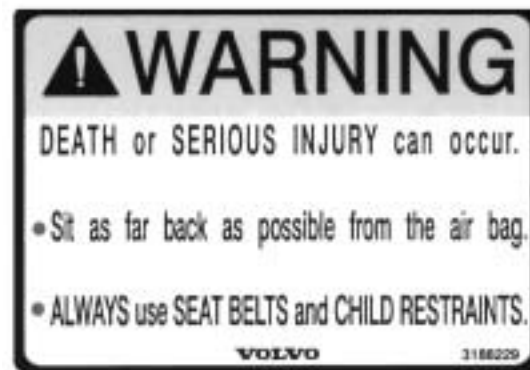 WARNING
DEATH or SERIOUS INJURY can occur.
• Sit as far back as possible from the air bag.
• ALWAYS use SEAT BELTS and CHILD RESTRAINTS.
VOLVO 3188229